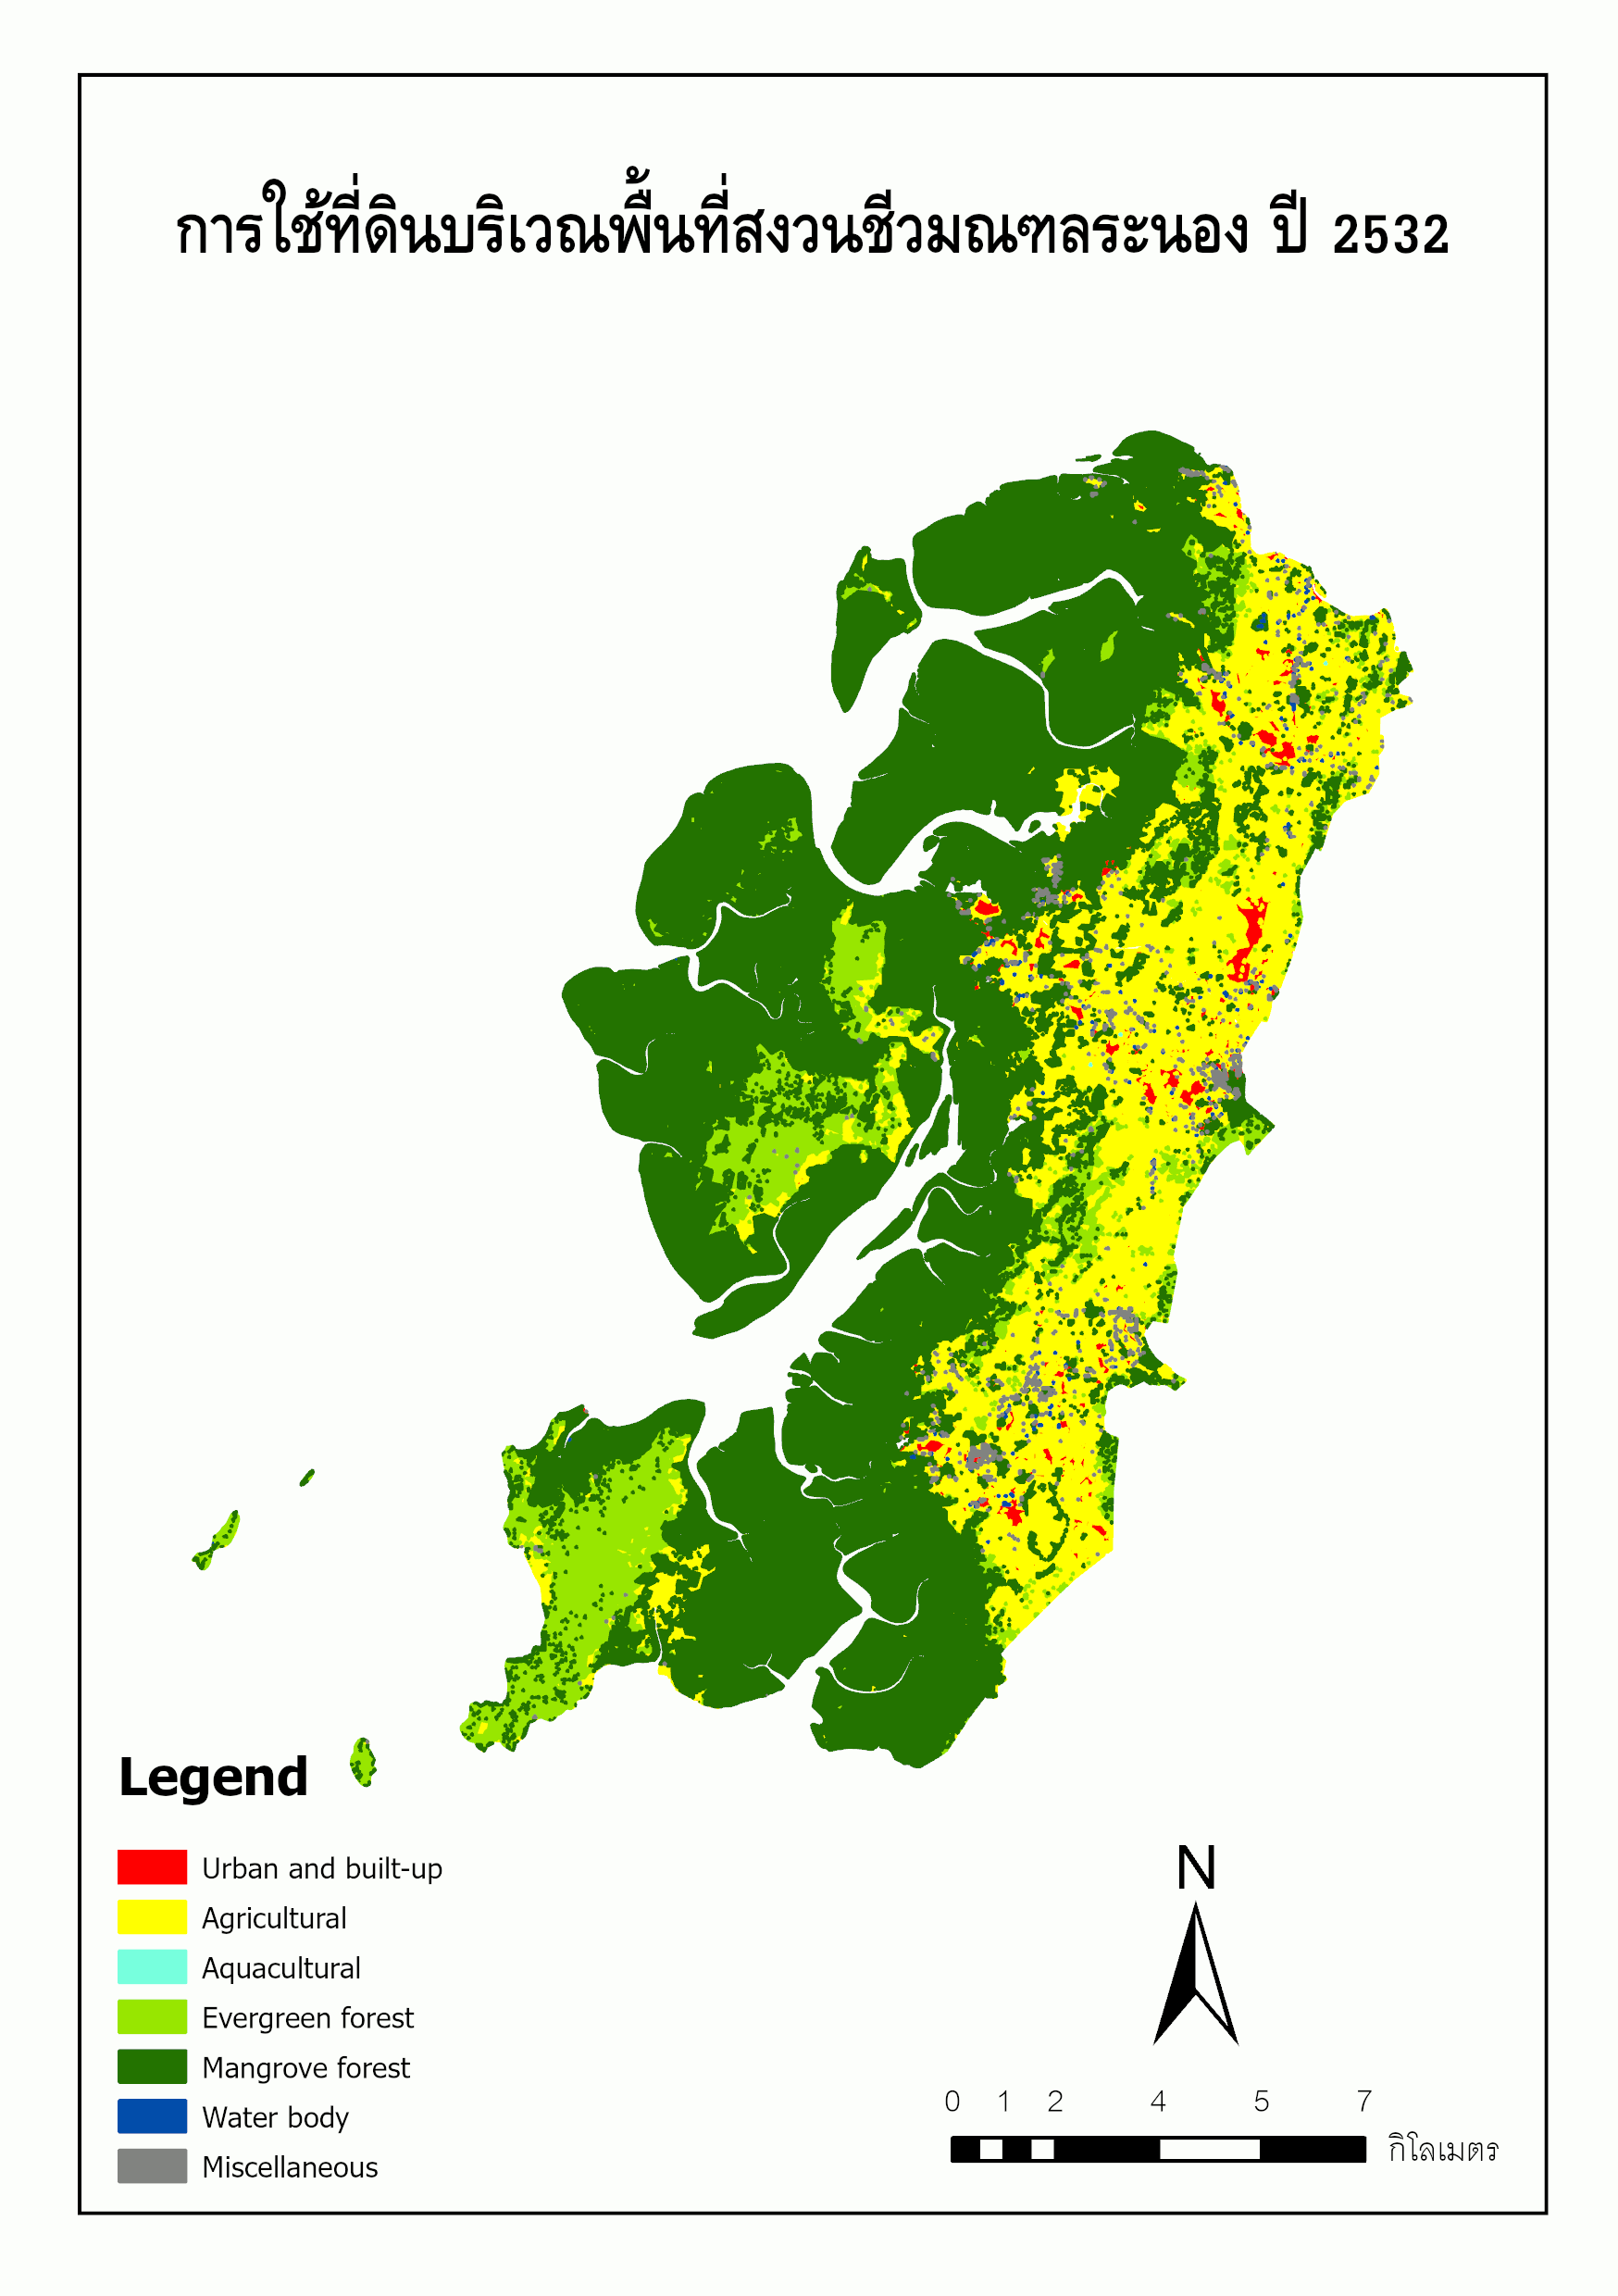 การใช้ที่ดินบริเวณพื้นที่สงวนชีวมณฑลระนอง ปี 2532
Legend
Urban and built-up
Agricultural
Aquacultural
Evergreen forest
Mangrove forest
Water body
Miscellaneous
N
0 1 2 4 5 7
กิโลเมตร